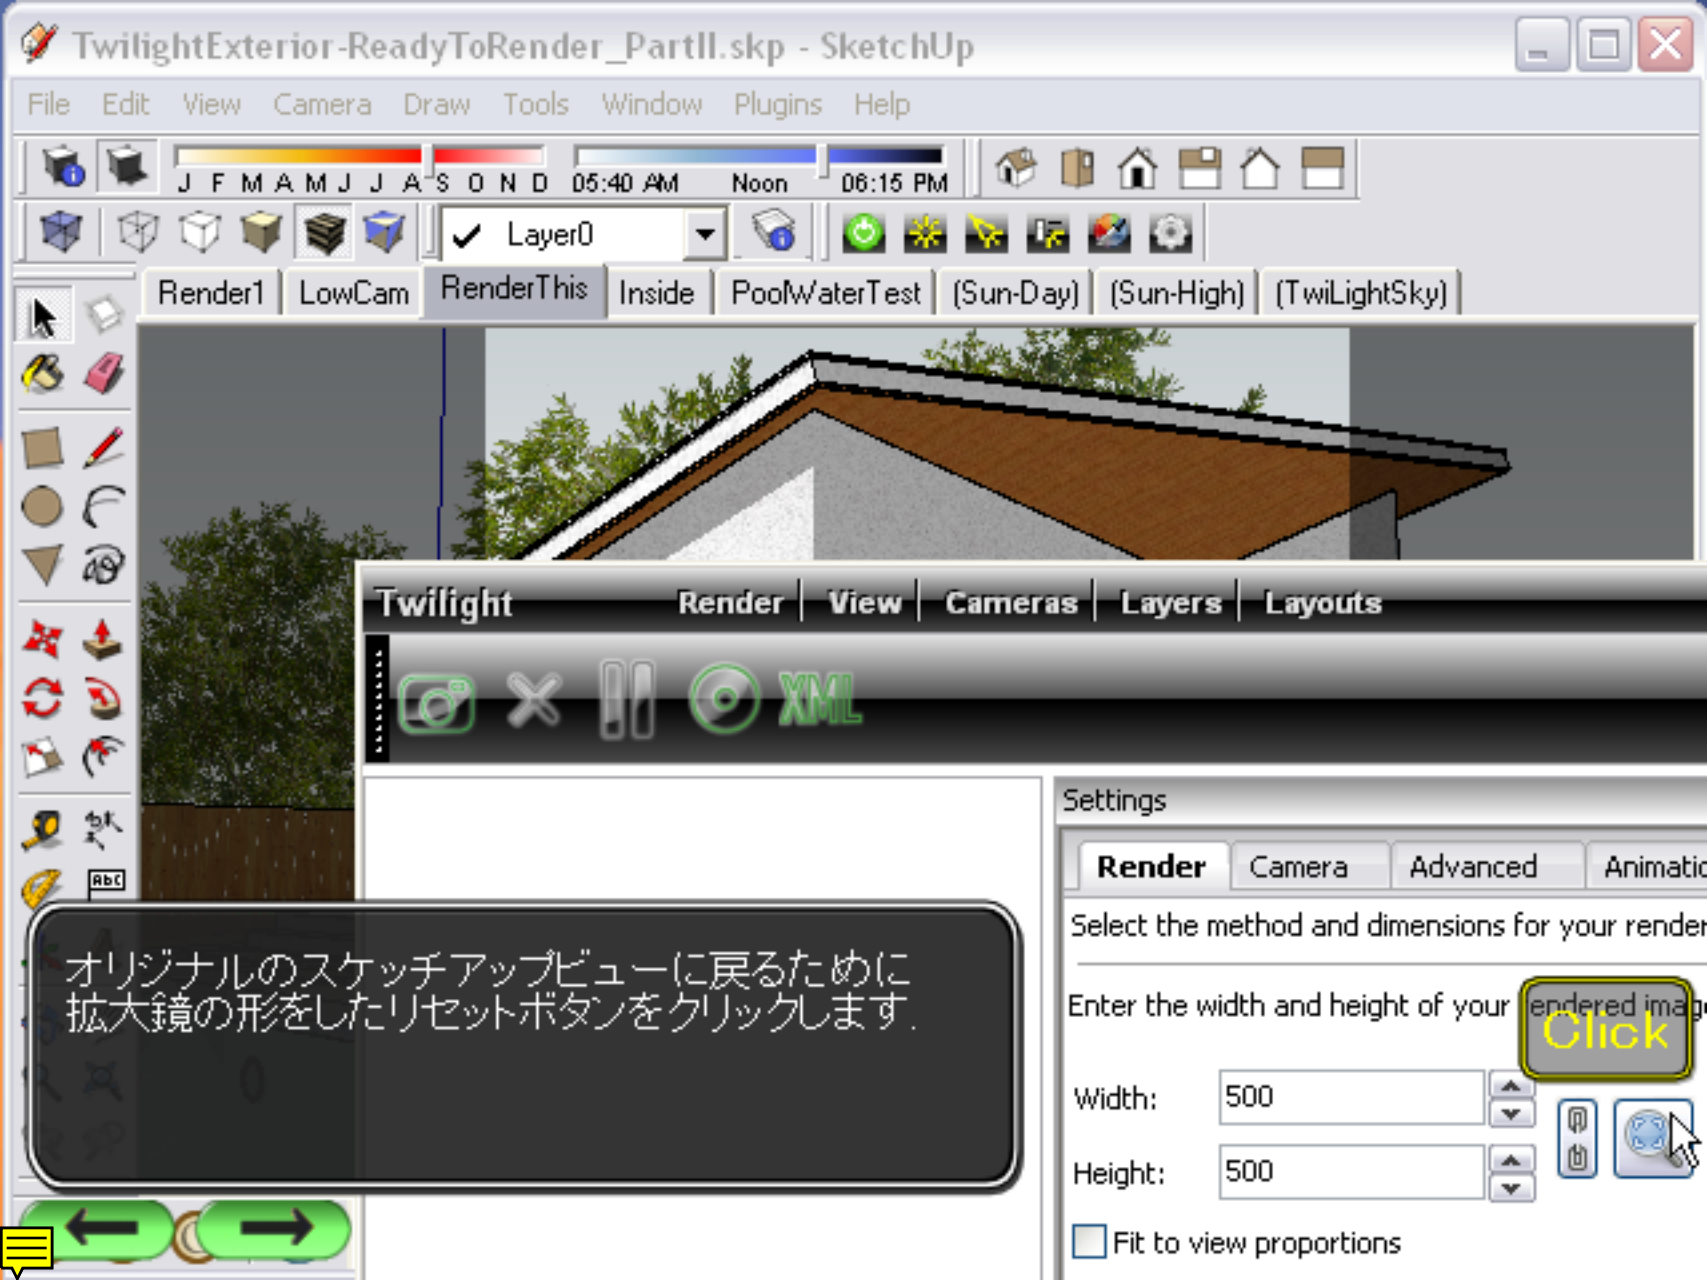 TwilightExterior-ReadyToRender_PartII.skp - SketchUp
File Edit View Camera Draw Tools Window Plugins Help
J F M A M J J A S O N D 05:40 AM Noon 06:15 PM
Layer0
Render1 LowCam RenderThis Inside PoolWaterTest (Sun-Day) (Sun-High) (TwiLightSky)
Twilight Render View Cameras Layers Layouts
XML
Settings
Render Camera Advanced Animatio
Abc
Select the method and dimensions for your render
オリジナルのスケッチアップビューに戻るために
拡大鏡の形をしたリセットボタンをクリックします.
Enter the width and height of your rendered image
Click
Width: 500
Height: 500
Fit to view proportions